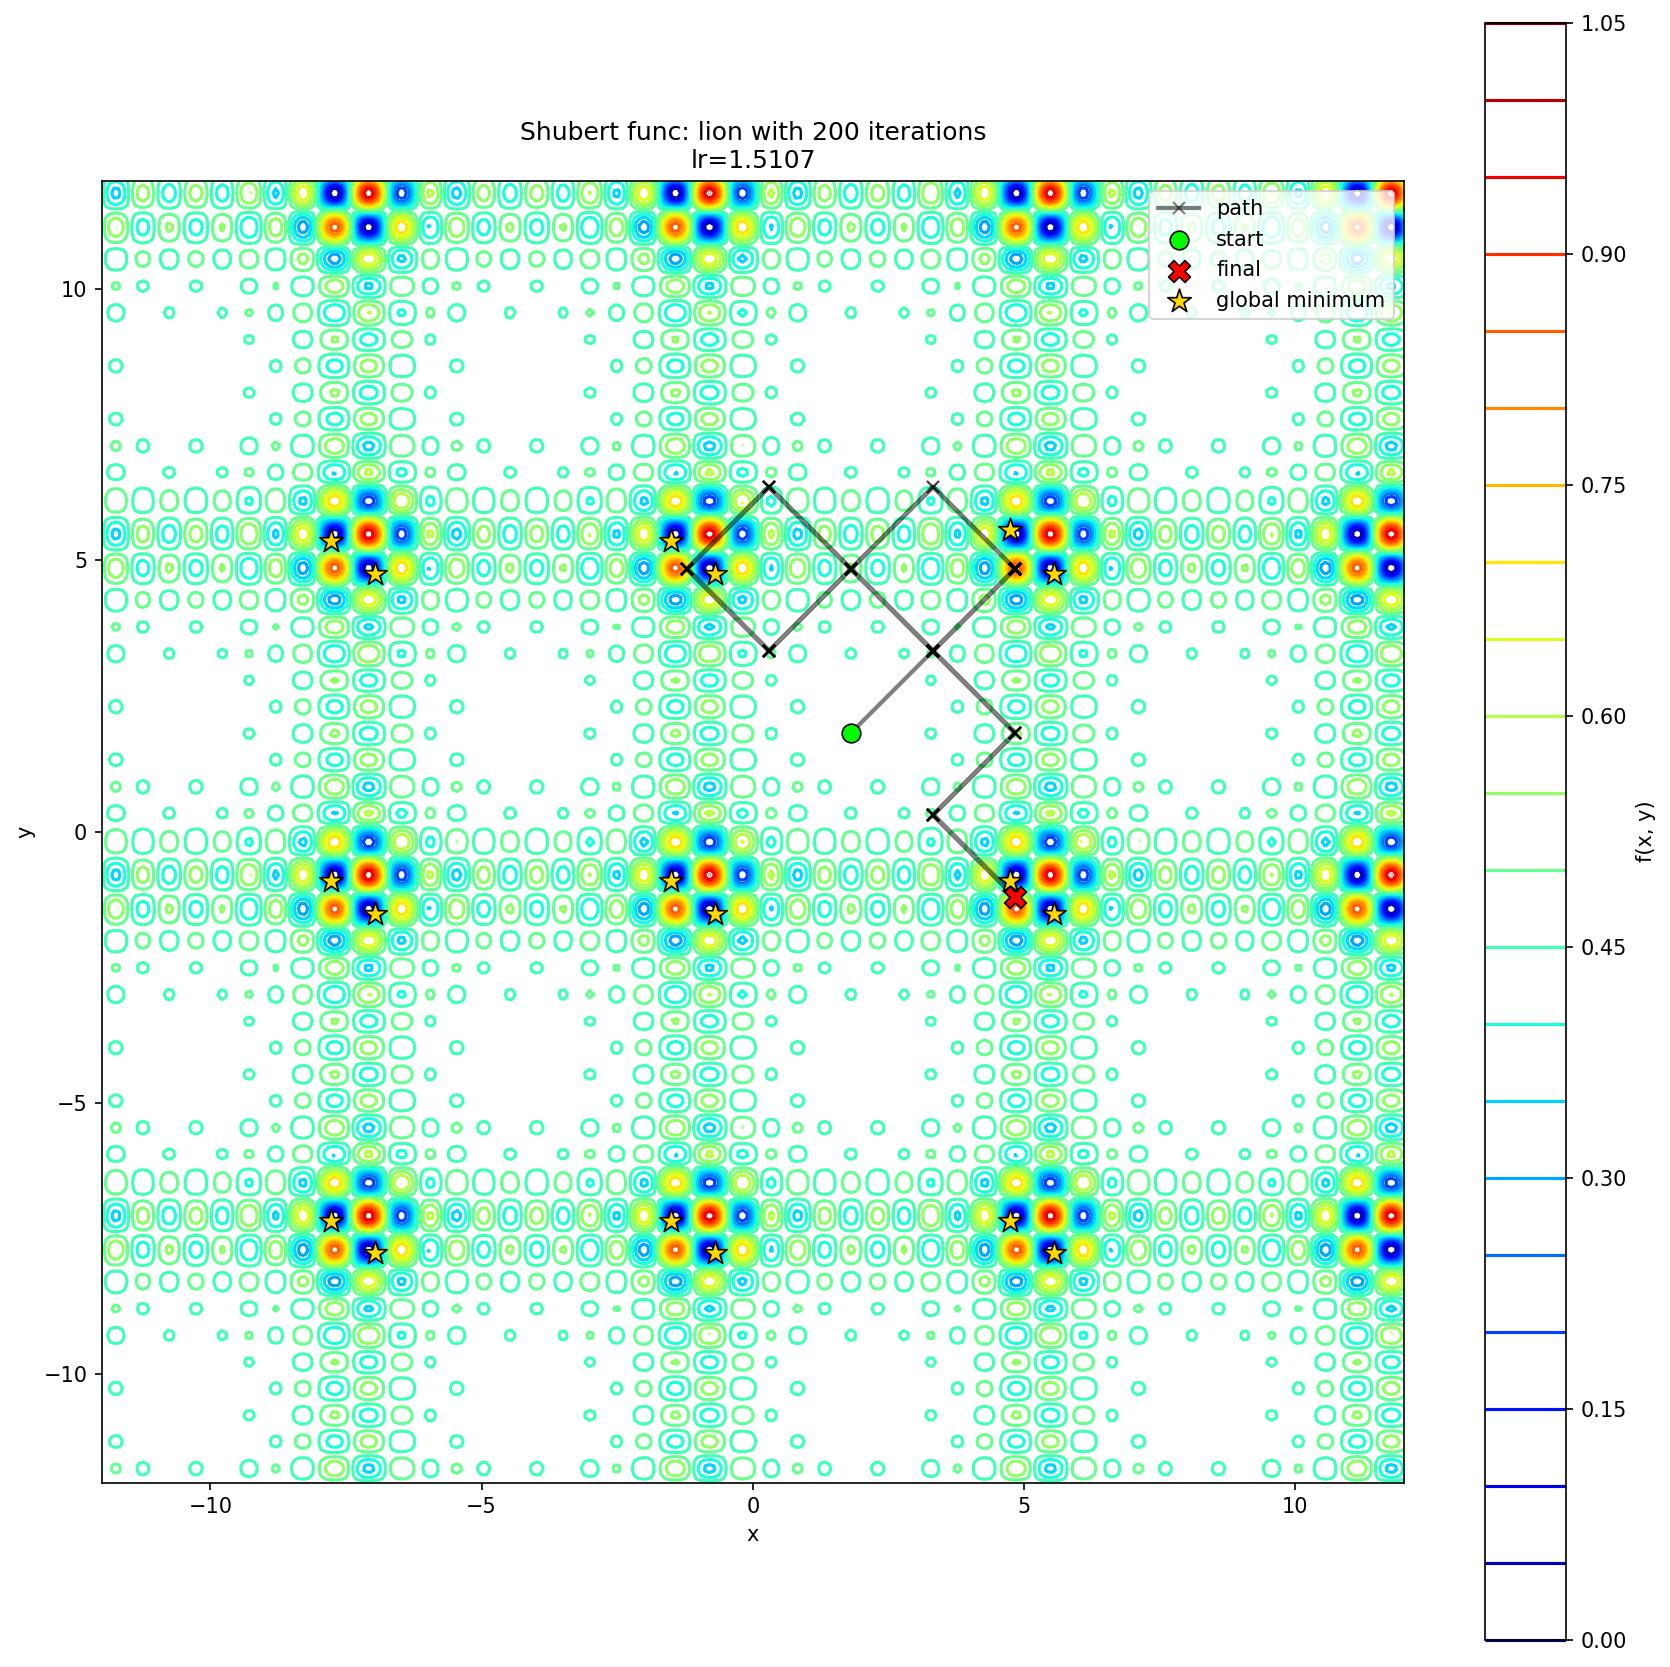 Shubert func: lion with 200 iterations
lr=1.5107
path
start
final
global minimum
10
5
0
−5
−10
y
−10
−5
0
5
10
x
1.05
0.90
0.75
0.60
0.45
0.30
0.15
0.00
f(x, y)